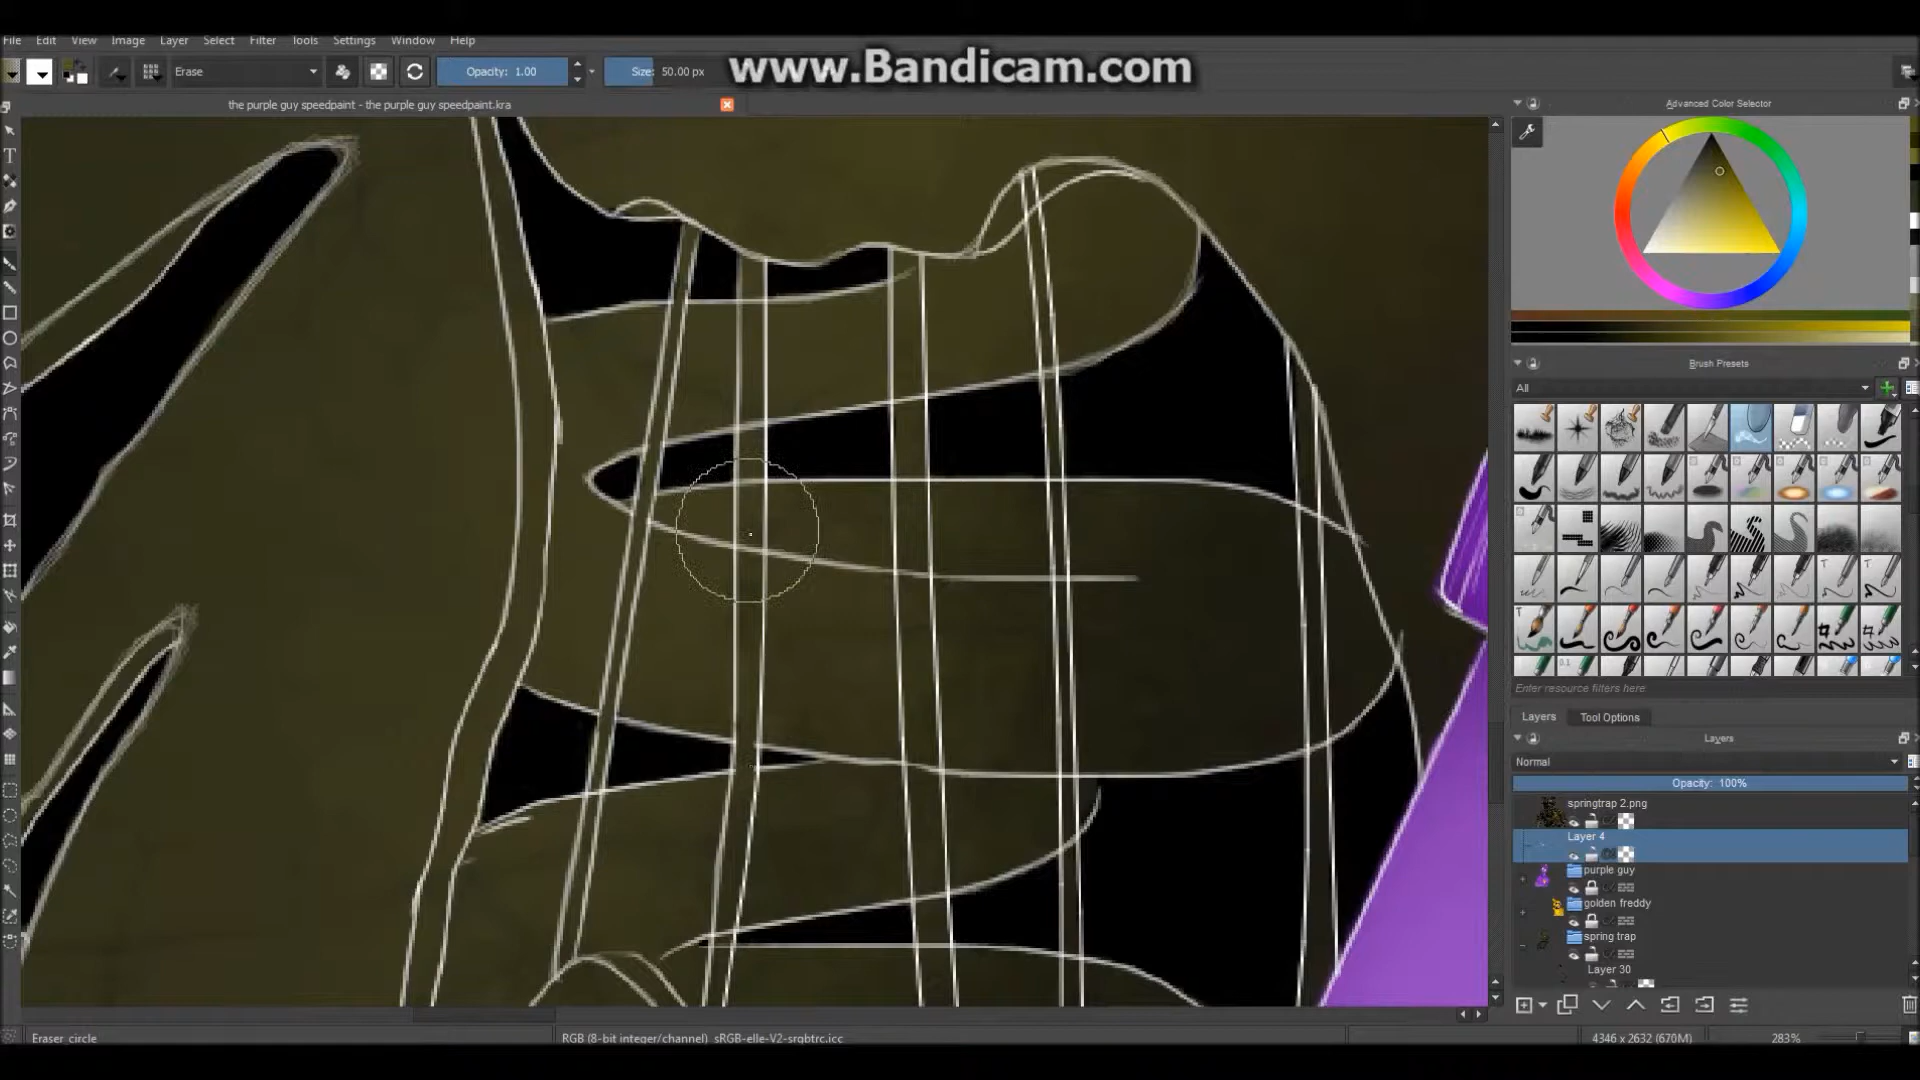 File Edit View Image Layer Select Filter Tools Settings Window Help
www.Bandicam.com
Erase
Opacity: 1.00
Size: 50.00 px
the purple guy speedpaint - the purple guy speedpaint.kra
Advanced Color Selector
Brush Presets
All
Enter resource filters here
Layers Tool Options
Layers
Normal
Opacity: 100%
springtrap 2.png
Layer 4
purple guy
golden freddy
spring trap
Layer 30
Eraser_circle
RGB (8-bit integer/channel) sRGB-elle-V2-srgbtrc.icc
4346 x 2632 (670M)
283%